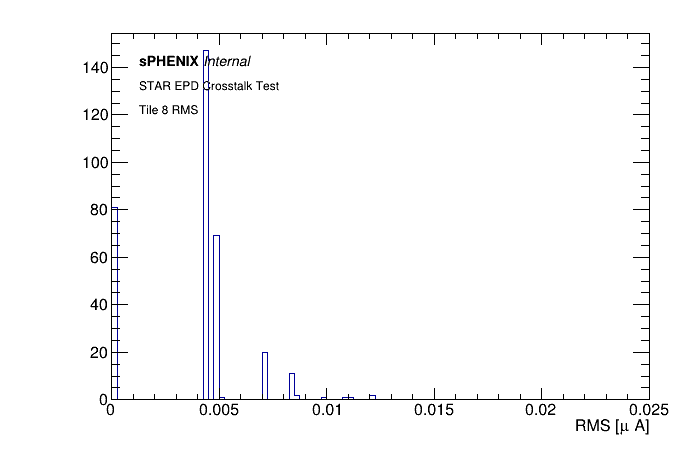 sPHENIX Internal
STAR EPD Crosstalk Test
Tile 8 RMS
140
120
100
80
60
40
20
0
0 0.005 0.01 0.015 0.02 0.025
RMS [μ A]